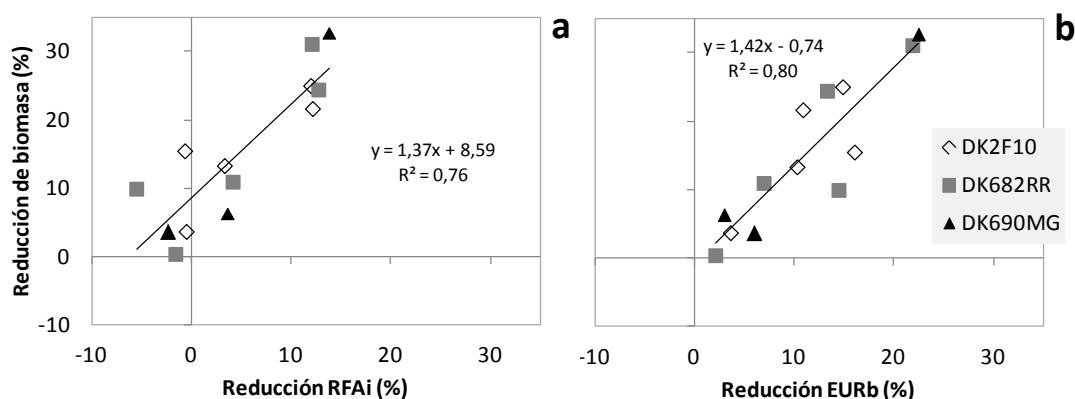 a
b
Reducción de biomasa (%)
30
20
10
0
-10
y = 1,37x + 8,59
R² = 0,76
-10 0 10 20 30
Reducción RFAi (%)
y = 1,42x - 0,74
R² = 0,80
DK2F10
DK682RR
DK690MG
-10 0 10 20 30
Reducción EURb (%)